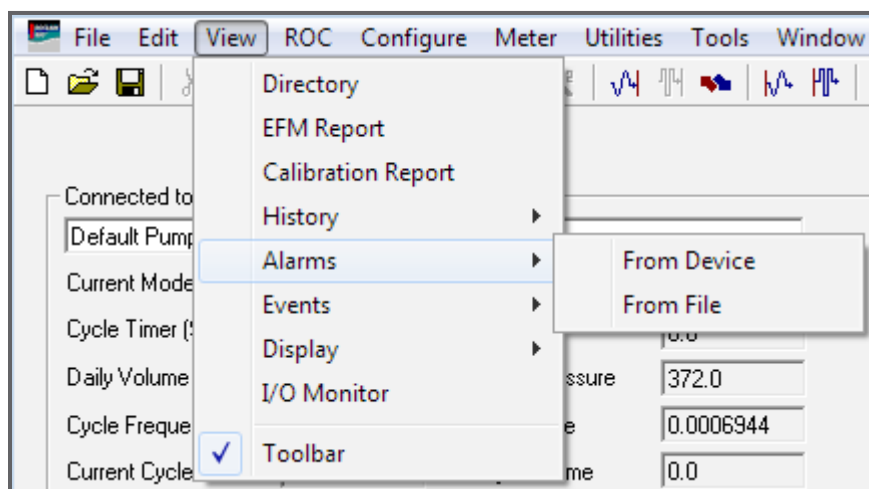 File Edit View ROC Configure Meter Utilities Tools Window
Directory
EFM Report
Calibration Report
History
Alarms
Events
Display
I/O Monitor
Toolbar
From Device
From File
Connected to
Default Pump
Current Mode
Cycle Timer (
Daily Volume
372.0
Cycle Freque
0.0006944
Current Cycle
0.0